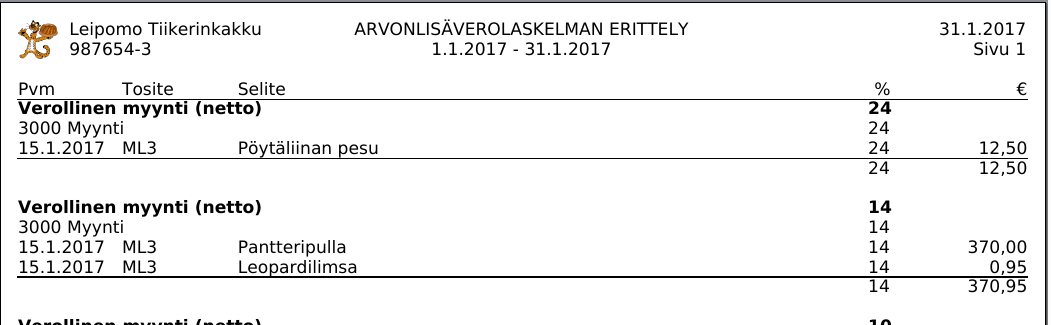 Leipomo Tiikerinkakku ARVONLISÄVEROLASKELMAN ERITTELY 31.1.2017
987654-3 1.1.2017 - 31.1.2017 Sivu 1
Pvm Tosite Selite % €
Verollinen myynti (netto) 24
3000 Myynti 24
15.1.2017 ML3 Pöytäliinan pesu 24 12,50
24 12,50
Verollinen myynti (netto) 14
3000 Myynti 14
15.1.2017 ML3 Pantteripulla 14 370,00
15.1.2017 ML3 Leopardilimsa 14 0,95
14 370,95
Verollinen myynti (netto) 10